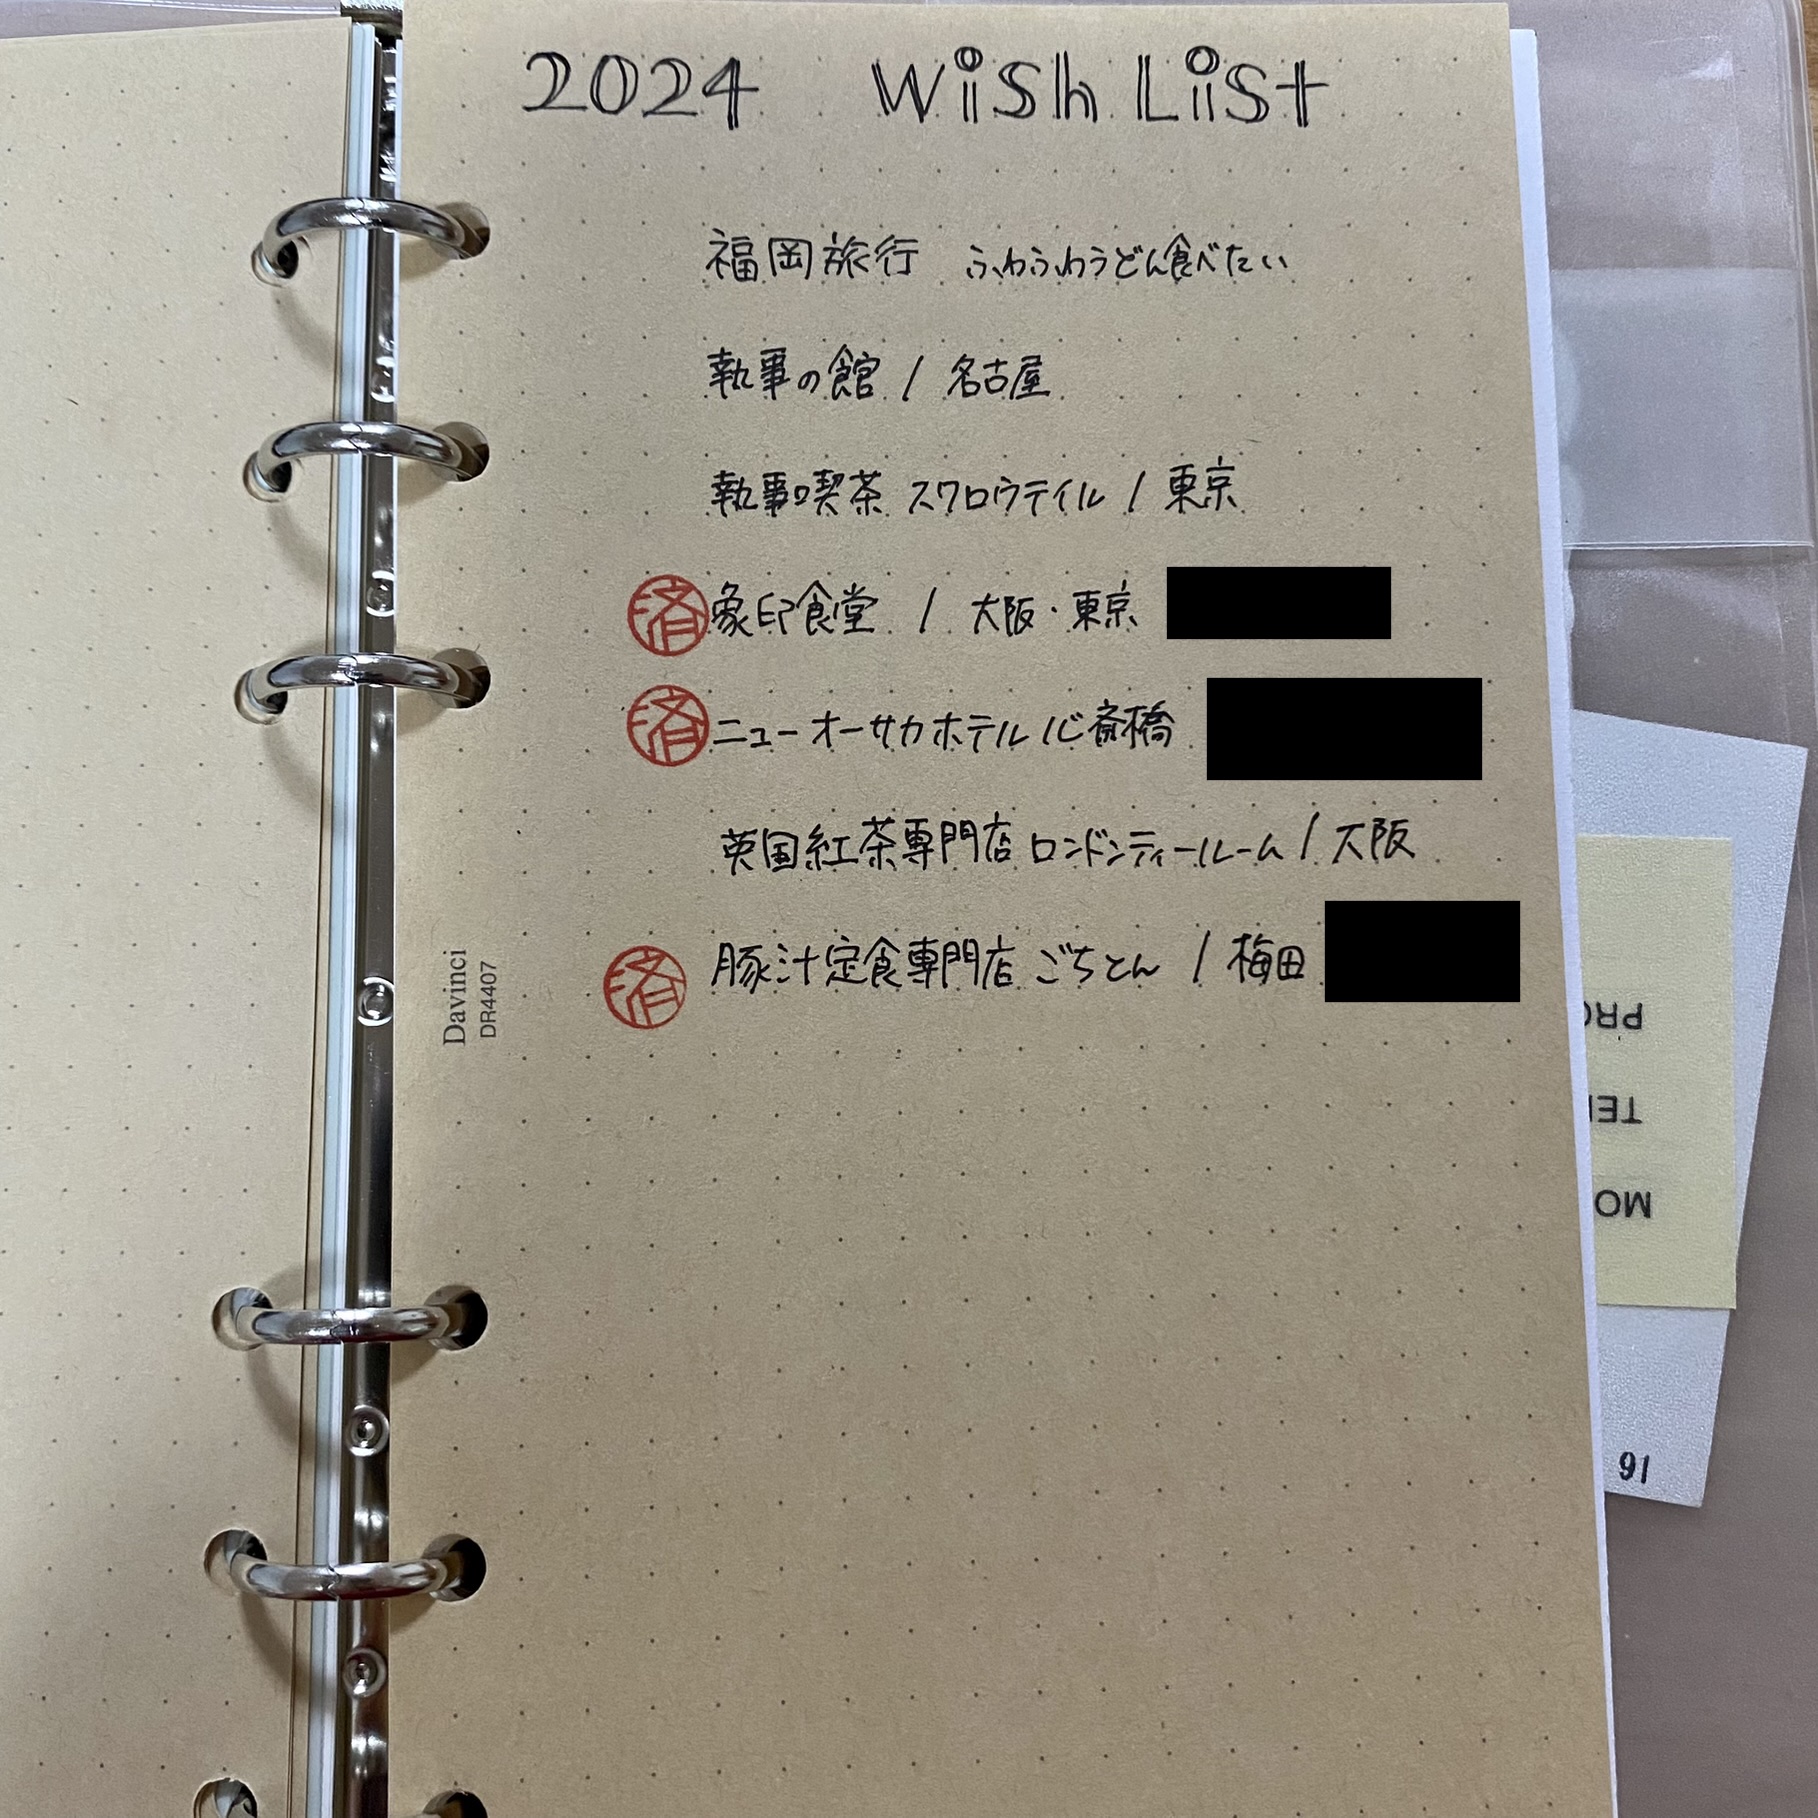 2024 Wish List
福岡旅行 ふわふわうどん食べたい
執事の館 / 名古屋
執事喫茶 スワロウテイル / 東京
済 象印食堂 / 大阪・東京
済 ニューオーサカホテル心斎橋
英国紅茶専門店 ロンドンティールーム / 大阪
済 豚汁定食専門店 ごちとん / 梅田
Davinci
DR4407
PRO
TE
MO
91